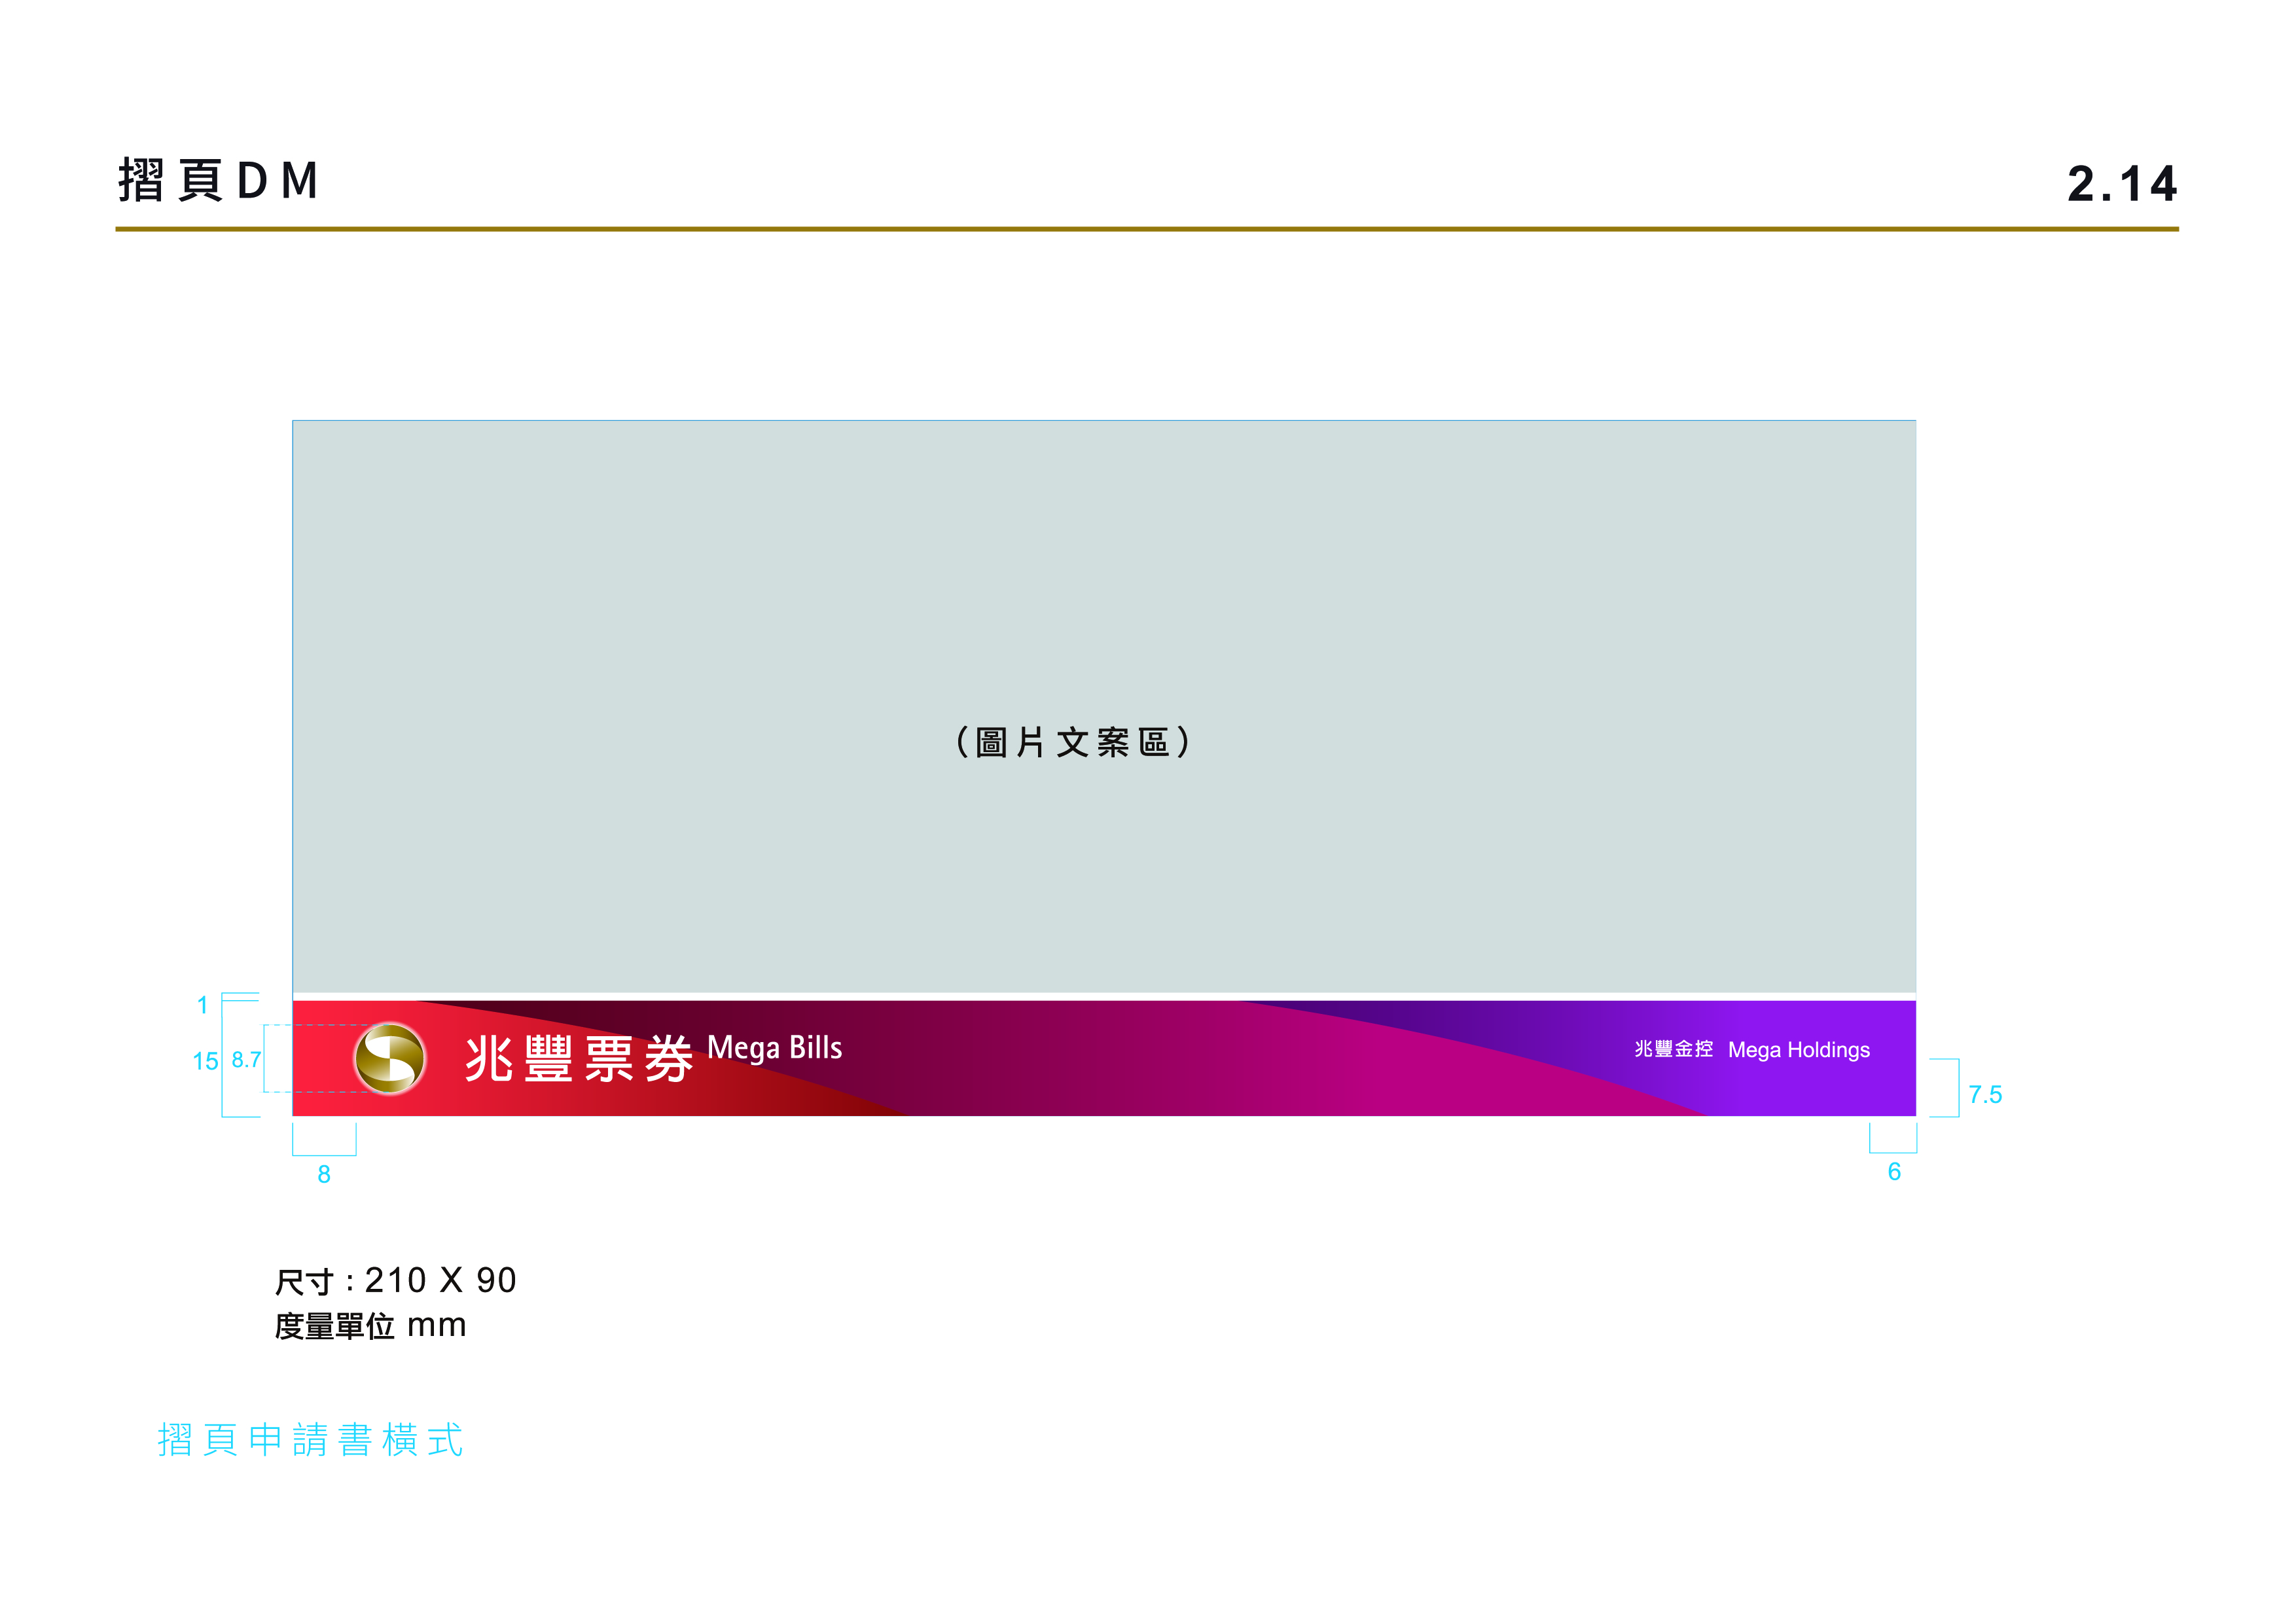 摺頁DM
2.14
（圖片文案區）
1
15
8.7
兆豐票券 Mega Bills
兆豐金控 Mega Holdings
7.5
8
6
尺寸：210 X 90
度量單位 mm
摺頁申請書橫式